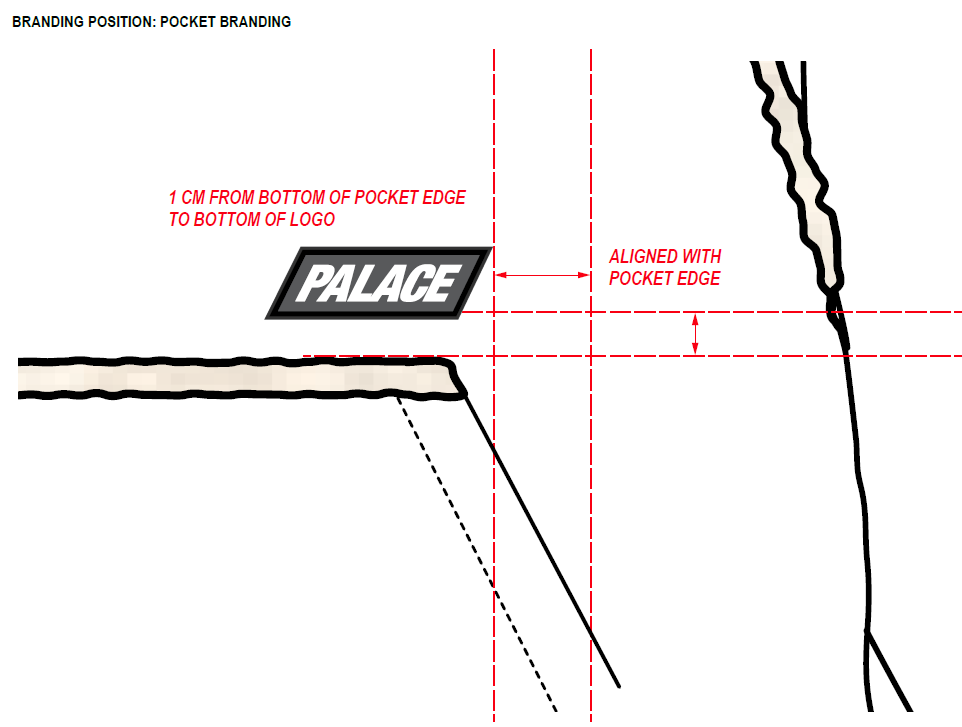 BRANDING POSITION: POCKET BRANDING
1 CM FROM BOTTOM OF POCKET EDGE
TO BOTTOM OF LOGO
PALACE
ALIGNED WITH
POCKET EDGE